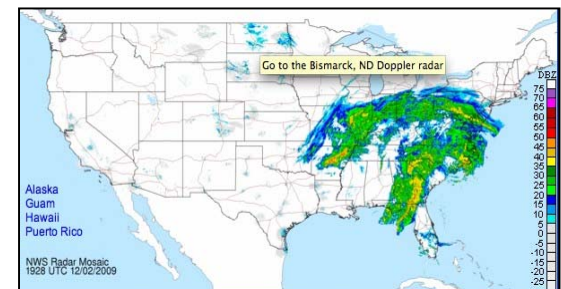 Go to the Bismarck, ND Doppler radar
DBZ
75
70
65
60
55
50
45
40
35
30
25
20
15
10
5
0
-5
-10
-15
-20
-25
Alaska
Guam
Hawaii
Puerto Rico
NWS Radar Mosaic
1928 UTC 12/02/2009